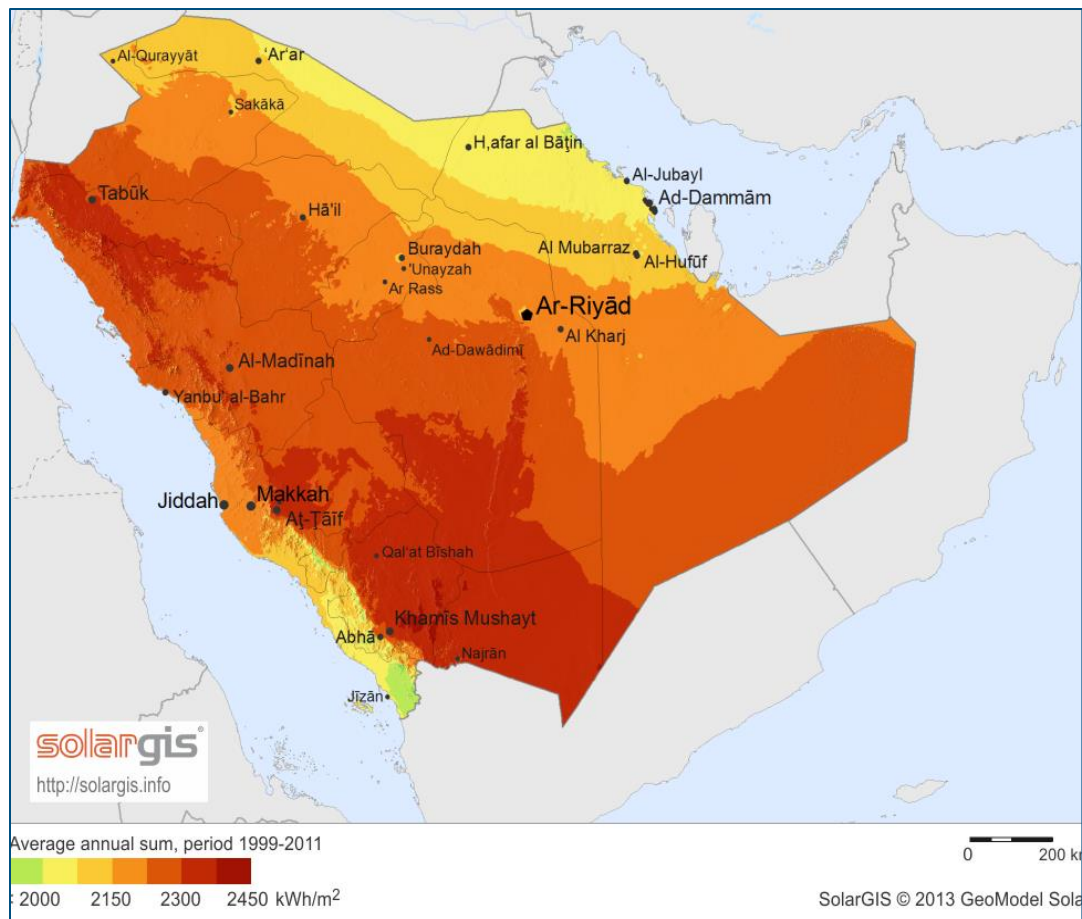 Al-Qurayyāt
'Ar'ar
Sakākā
H,afar al Bāţin
Al-Jubayl
Tabūk
Ad-Dammām
Hā'il
Buraydah
Al Mubarraz
'Unayzah
Al-Hufūf
Ar Rass
Ar-Riyād
Al Kharj
Ad-Dawādimī
Al-Madīnah
Yanbu' al-Bahr
Jiddah
Makkah
Aţ-Ţāīf
Qal'at Bīshah
Khamīs Mushayt
Abhā
Najrān
Jīzān
solargis®
http://solargis.info
Average annual sum, period 1999-2011
0 200 km
< 2000 2150 2300 2450 kWh/m2
SolarGIS © 2013 GeoModel Sola